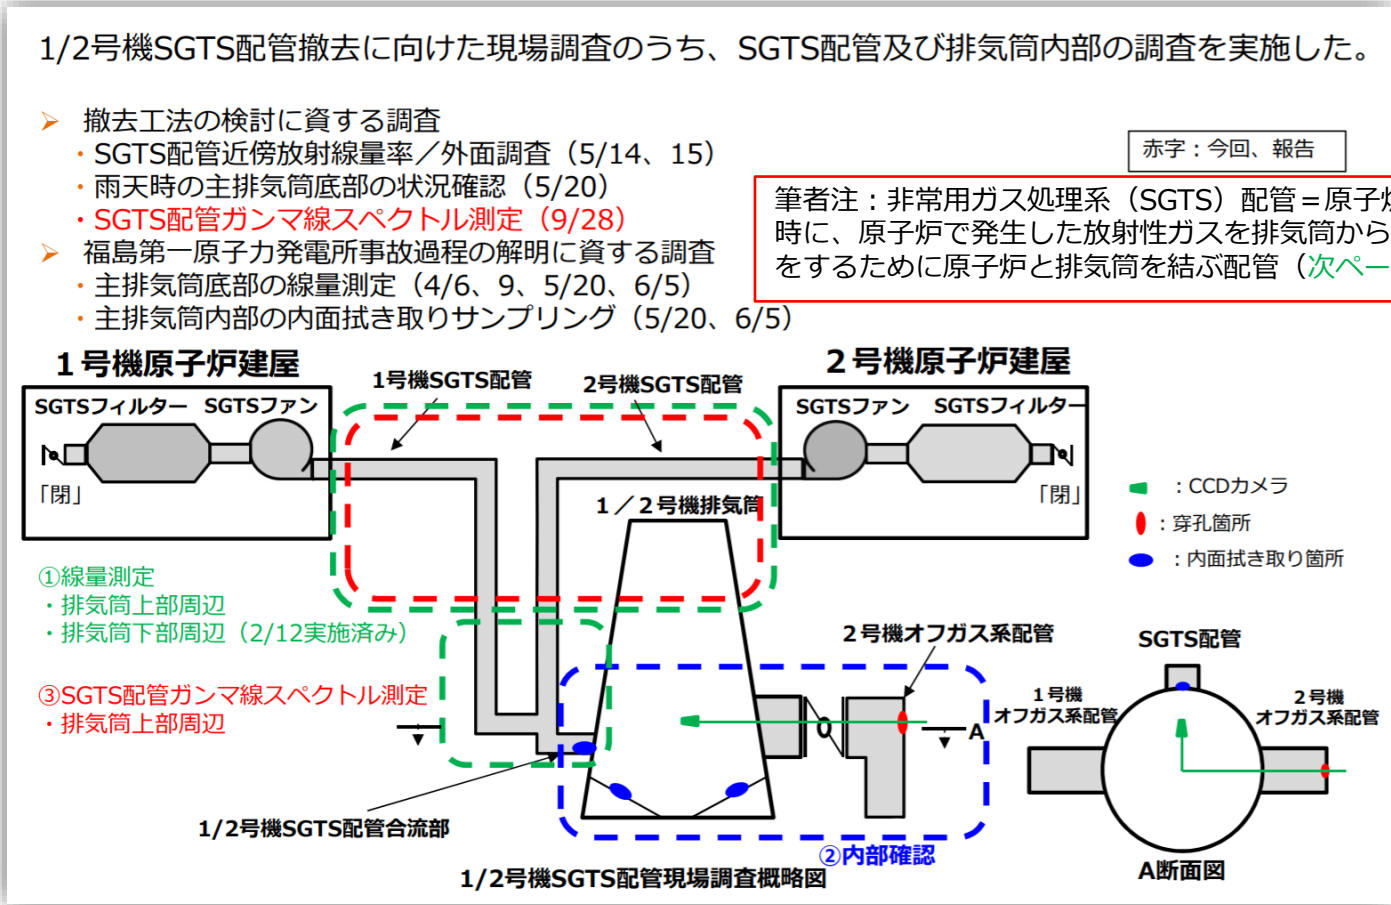 1/2号機SGTS配管撤去に向けた現場調査のうち、SGTS配管及び排気筒内部の調査を実施した。
➢ 撤去工法の検討に資する調査
・SGTS配管近傍放射線量率／外面調査（5/14、15）
・雨天時の主排気筒底部の状況確認（5/20）
・SGTS配管ガンマ線スペクトル測定（9/28）
➢ 福島第一原子力発電所事故過程の解明に資する調査
・主排気筒底部の線量測定（4/6、9、5/20、6/5）
・主排気筒内部の内面拭き取りサンプリング（5/20、6/5）
赤字：今回、報告
筆者注：非常用ガス処理系（SGTS）配管＝原子炉
時に、原子炉で発生した放射性ガスを排気筒から
をするために原子炉と排気筒を結ぶ配管（次ペー
１号機原子炉建屋
２号機原子炉建屋
1号機SGTS配管
2号機SGTS配管
SGTSフィルター SGTSファン
SGTSファン SGTSフィルター
「閉」
「閉」
１／２号機排気筒
：CCDカメラ
：穿孔箇所
：内面拭き取り箇所
①線量測定
・排気筒上部周辺
・排気筒下部周辺（2/12実施済み）
③SGTS配管ガンマ線スペクトル測定
・排気筒上部周辺
２号機オフガス系配管
A
SGTS配管
１号機
オフガス系配管
２号機
オフガス系配管
1/2号機SGTS配管合流部
②内部確認
1/2号機SGTS配管現場調査概略図
A断面図